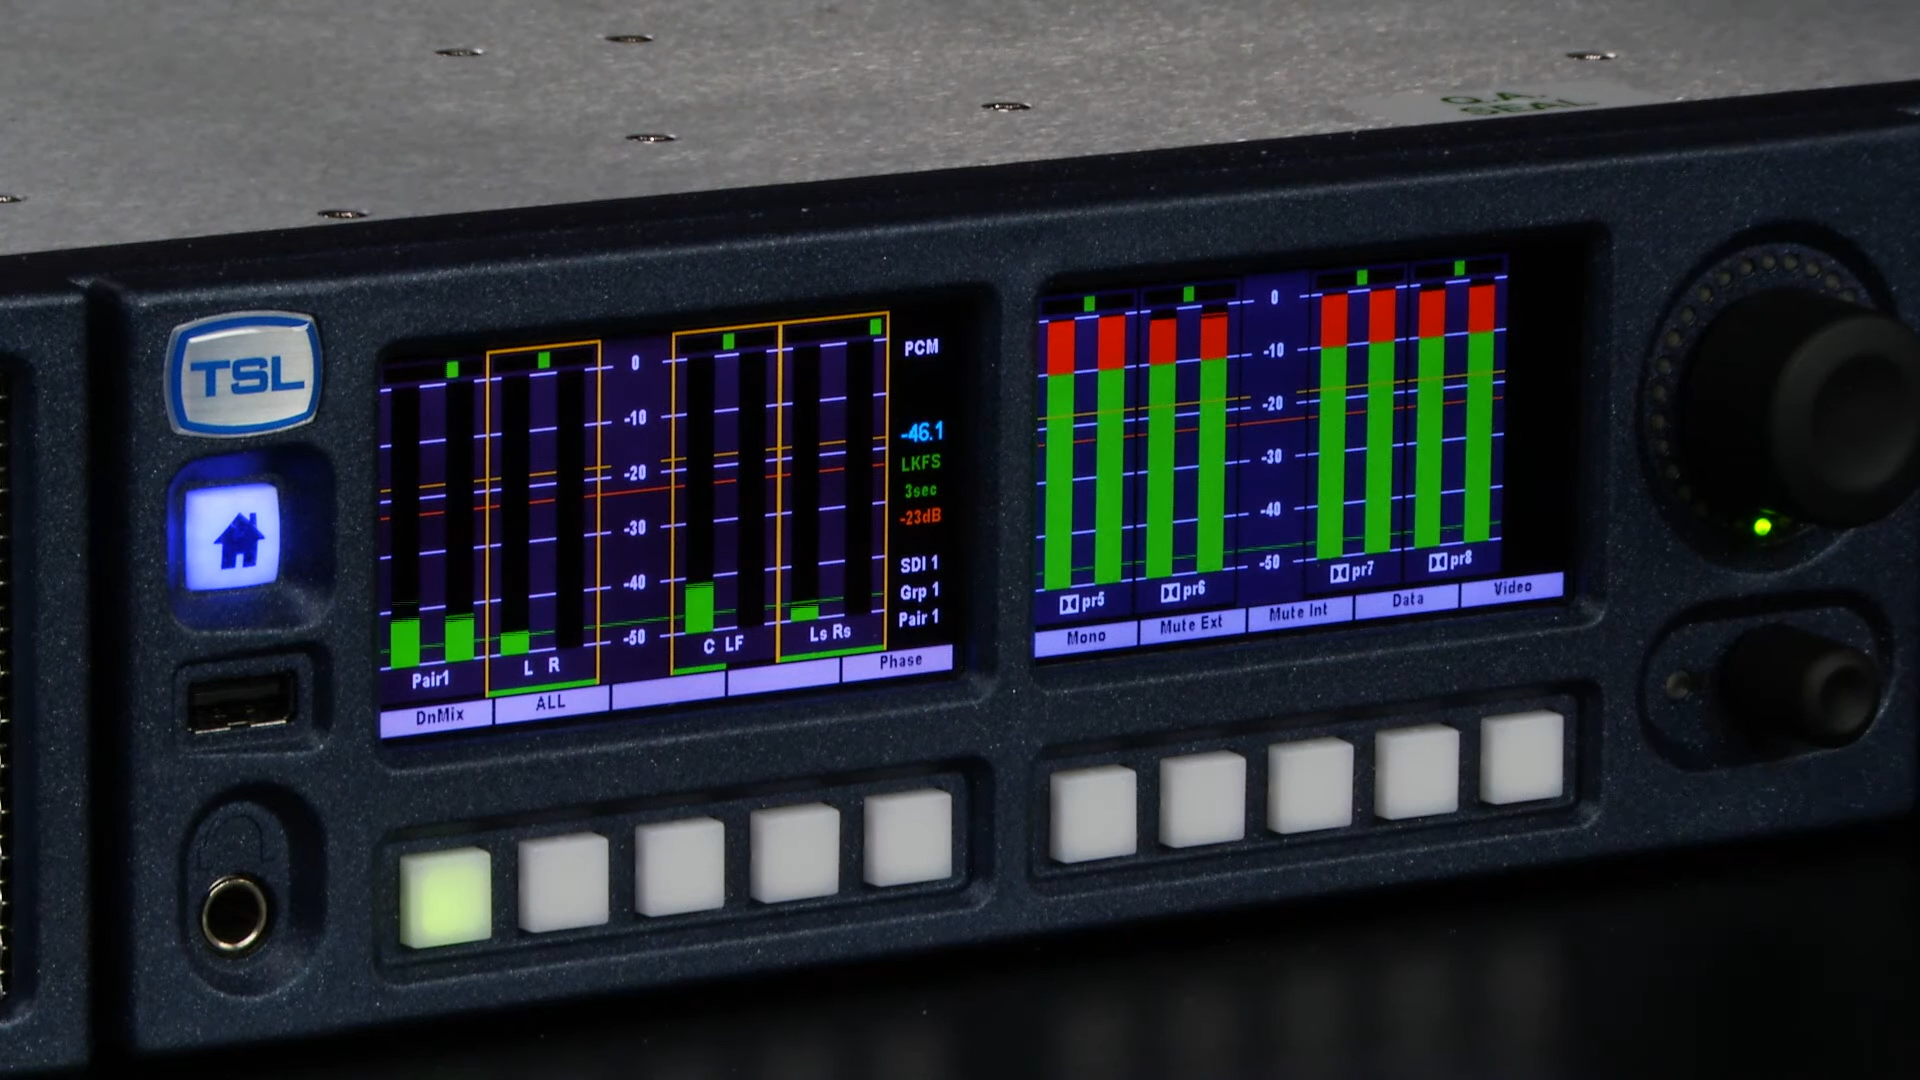 Q.A.
SEAL
TSL
0
-10
-20
-30
-40
-50
PCM
-46.1
LKFS
3sec
-23dB
SDI 1
Grp 1
Pair 1
Pair1
L R
C LF
Ls Rs
DnMix
ALL
Phase
0
-10
-20
-30
-40
-50
pr5
pr6
pr7
pr8
Mono
Mute Ext
Mute Int
Data
Video